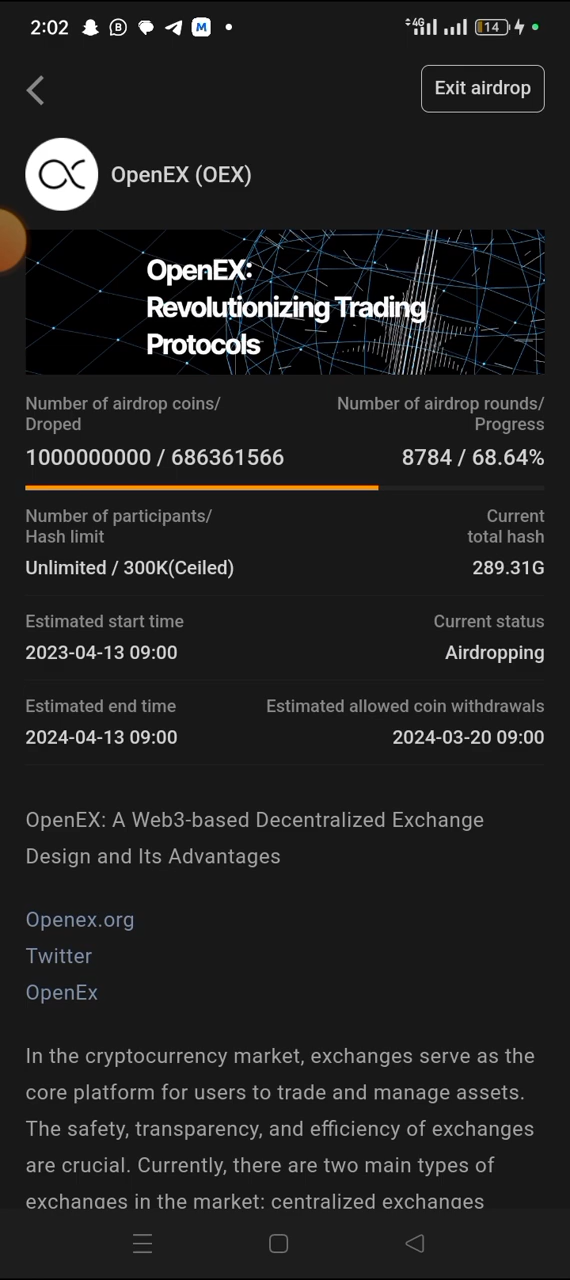 2:02
B
M
4G
14
Exit airdrop
OpenEX (OEX)
OpenEX:
Revolutionizing Trading
Protocols
Number of airdrop coins/
Droped
Number of airdrop rounds/
Progress
1000000000 / 686361566
8784 / 68.64%
Number of participants/
Hash limit
Current
total hash
Unlimited / 300K(Ceiled)
289.31G
Estimated start time
Current status
2023-04-13 09:00
Airdropping
Estimated end time
Estimated allowed coin withdrawals
2024-04-13 09:00
2024-03-20 09:00
OpenEX: A Web3-based Decentralized Exchange
Design and Its Advantages
Openex.org
Twitter
OpenEx
In the cryptocurrency market, exchanges serve as the
core platform for users to trade and manage assets.
The safety, transparency, and efficiency of exchanges
are crucial. Currently, there are two main types of
exchanges in the market: centralized exchanges